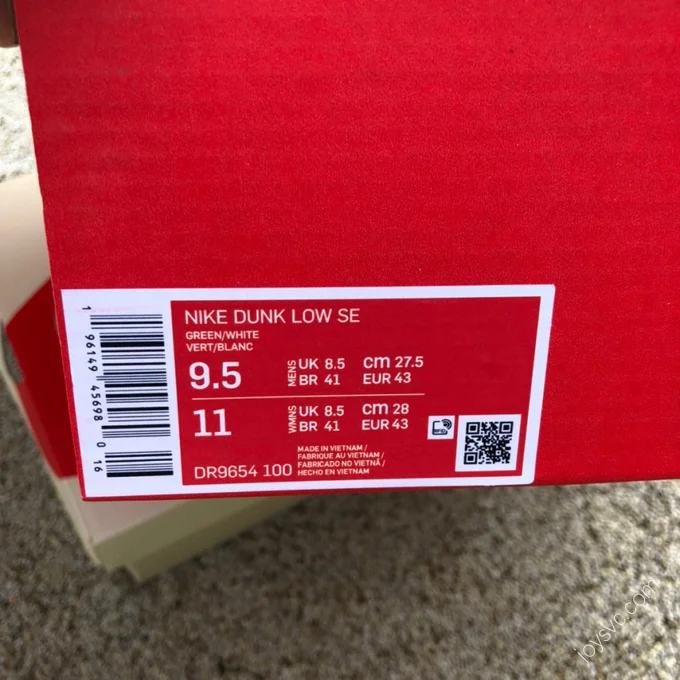 NIKE DUNK LOW SE
GREEN/WHITE
VERT/BLANC
9.5 MENS UK 8.5 cm 27.5
BR 41 EUR 43
11 WMNS UK 8.5 cm 28
BR 41 EUR 43
DR9654 100
MADE IN VIETNAM /
FABRIQUE AU VIETNAM /
FABRICADO NO VIETNÃ /
HECHO EN VIETNAM
1 96149 45698 0 16
joysvc.com